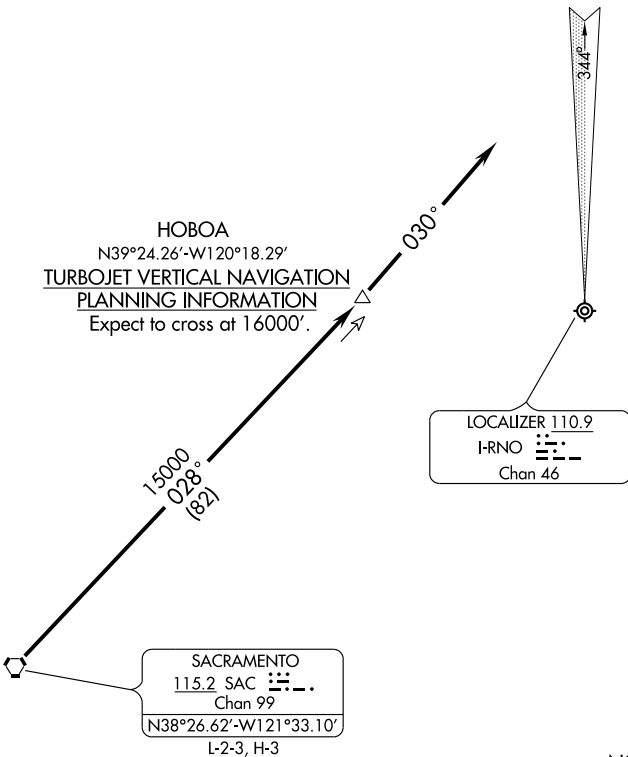 344°
030°
HOBOA
N39°24.26'-W120°18.29'
TURBOJET VERTICAL NAVIGATION
PLANNING INFORMATION
Expect to cross at 16000'.
LOCALIZER 110.9
I-RNO
Chan 46
15000
028°
(82)
SACRAMENTO
115.2 SAC
Chan 99
N38°26.62'-W121°33.10'
L-2-3, H-3